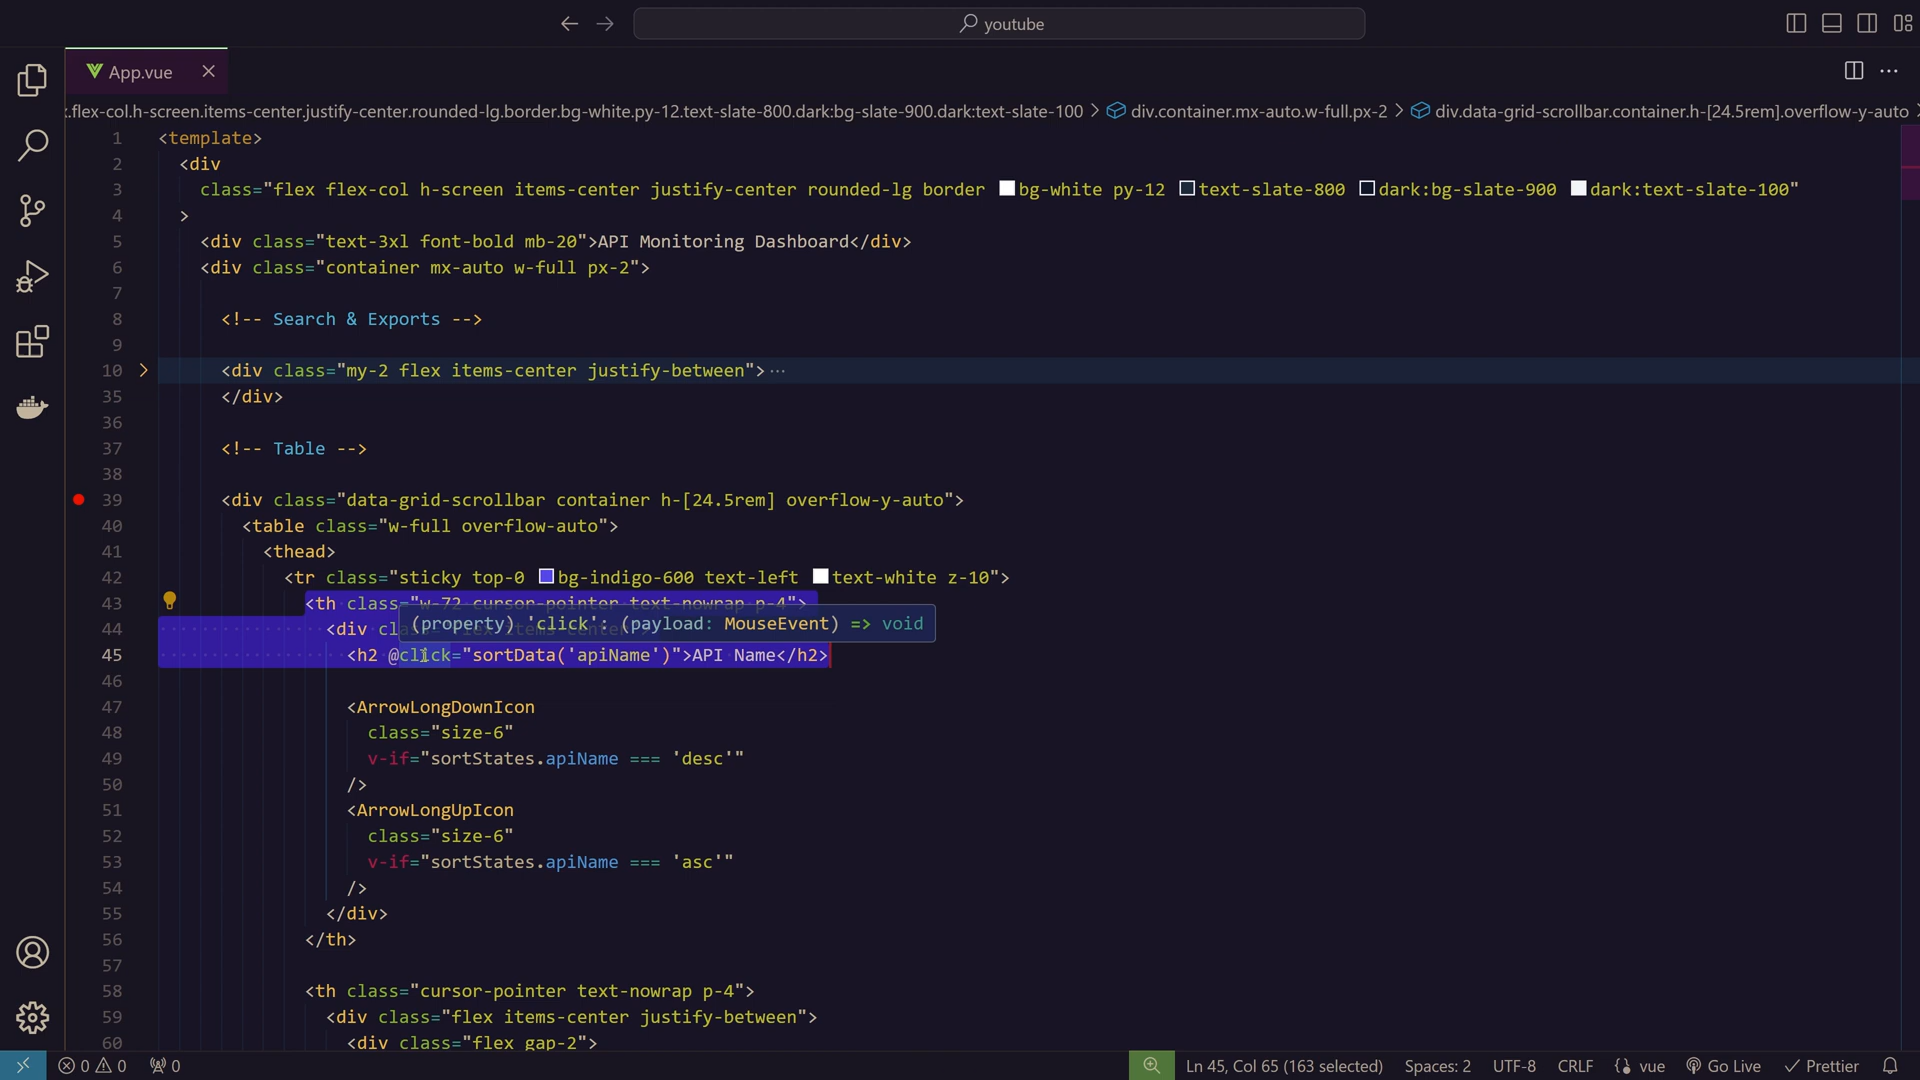 youtube
App.vue
.flex-col.h-screen.items-center.justify-center.rounded-lg.border.bg-white.py-12.text-slate-800.dark:bg-slate-900.dark:text-slate-100 > div.container.mx-auto.w-full.px-2 > div.data-grid-scrollbar.container.h-[24.5rem].overflow-y-auto
1 <template>
2 <div
3 class="flex flex-col h-screen items-center justify-center rounded-lg border bg-white py-12 text-slate-800 dark:bg-slate-900 dark:text-slate-100"
4 >
5 <div class="text-3xl font-bold mb-20">API Monitoring Dashboard</div>
6 <div class="container mx-auto w-full px-2">
7
8 <!-- Search & Exports -->
9
10 <div class="my-2 flex items-center justify-between">···
35 </div>
36
37 <!-- Table -->
38
39 <div class="data-grid-scrollbar container h-[24.5rem] overflow-y-auto">
40 <table class="w-full overflow-auto">
41 <thead>
42 <tr class="sticky top-0 bg-indigo-600 text-left text-white z-10">
43 <th class="w-72 cursor-pointer text-nowrap p-4">
(property) 'click': (payload: MouseEvent) => void
44 <div
45 <h2 @click="sortData('apiName')">API Name</h2>
46
47 <ArrowLongDownIcon
48 class="size-6"
49 v-if="sortStates.apiName === 'desc'"
50 />
51 <ArrowLongUpIcon
52 class="size-6"
53 v-if="sortStates.apiName === 'asc'"
54 />
55 </div>
56 </th>
57
58 <th class="cursor-pointer text-nowrap p-4">
59 <div class="flex items-center justify-between">
60 <div class="flex gap-2">
0 0 0 Ln 45, Col 65 (163 selected) Spaces: 2 UTF-8 CRLF vue Go Live Prettier